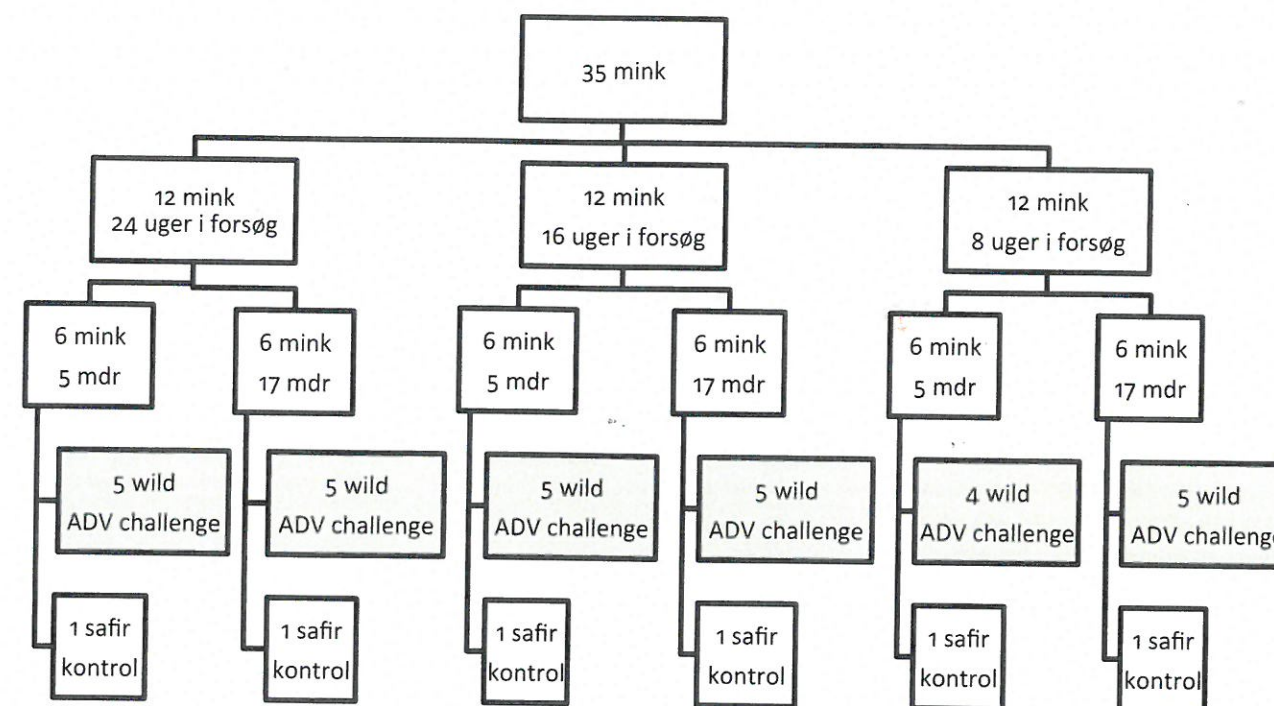 35 mink
12 mink
24 uger i forsøg
12 mink
16 uger i forsøg
12 mink
8 uger i forsøg
6 mink
5 mdr
6 mink
17 mdr
6 mink
5 mdr
6 mink
17 mdr
6 mink
5 mdr
6 mink
17 mdr
5 wild
ADV challenge
5 wild
ADV challenge
5 wild
ADV challenge
5 wild
ADV challenge
4 wild
ADV challenge
5 wild
ADV challenge
1 safir
kontrol
1 safir
kontrol
1 safir
kontrol
1 safir
kontrol
1 safir
kontrol
1 safir
kontrol